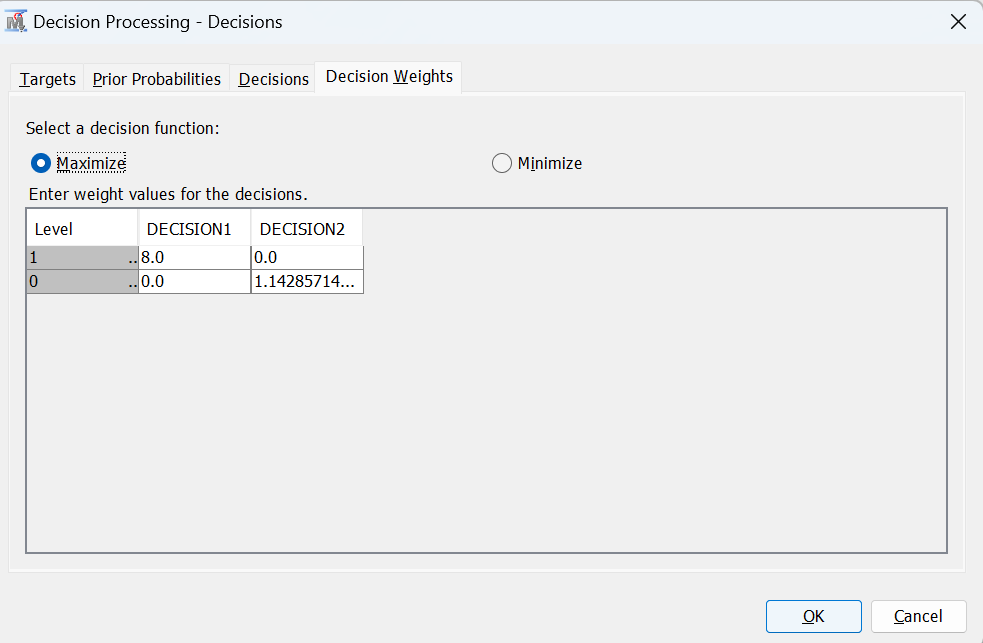 Decision Processing - Decisions
Targets Prior Probabilities Decisions Decision Weights
Select a decision function:
Maximize Minimize
Enter weight values for the decisions.
Level DECISION1 DECISION2
1 .. 8.0 0.0
0 .. 0.0 1.14285714...
OK Cancel